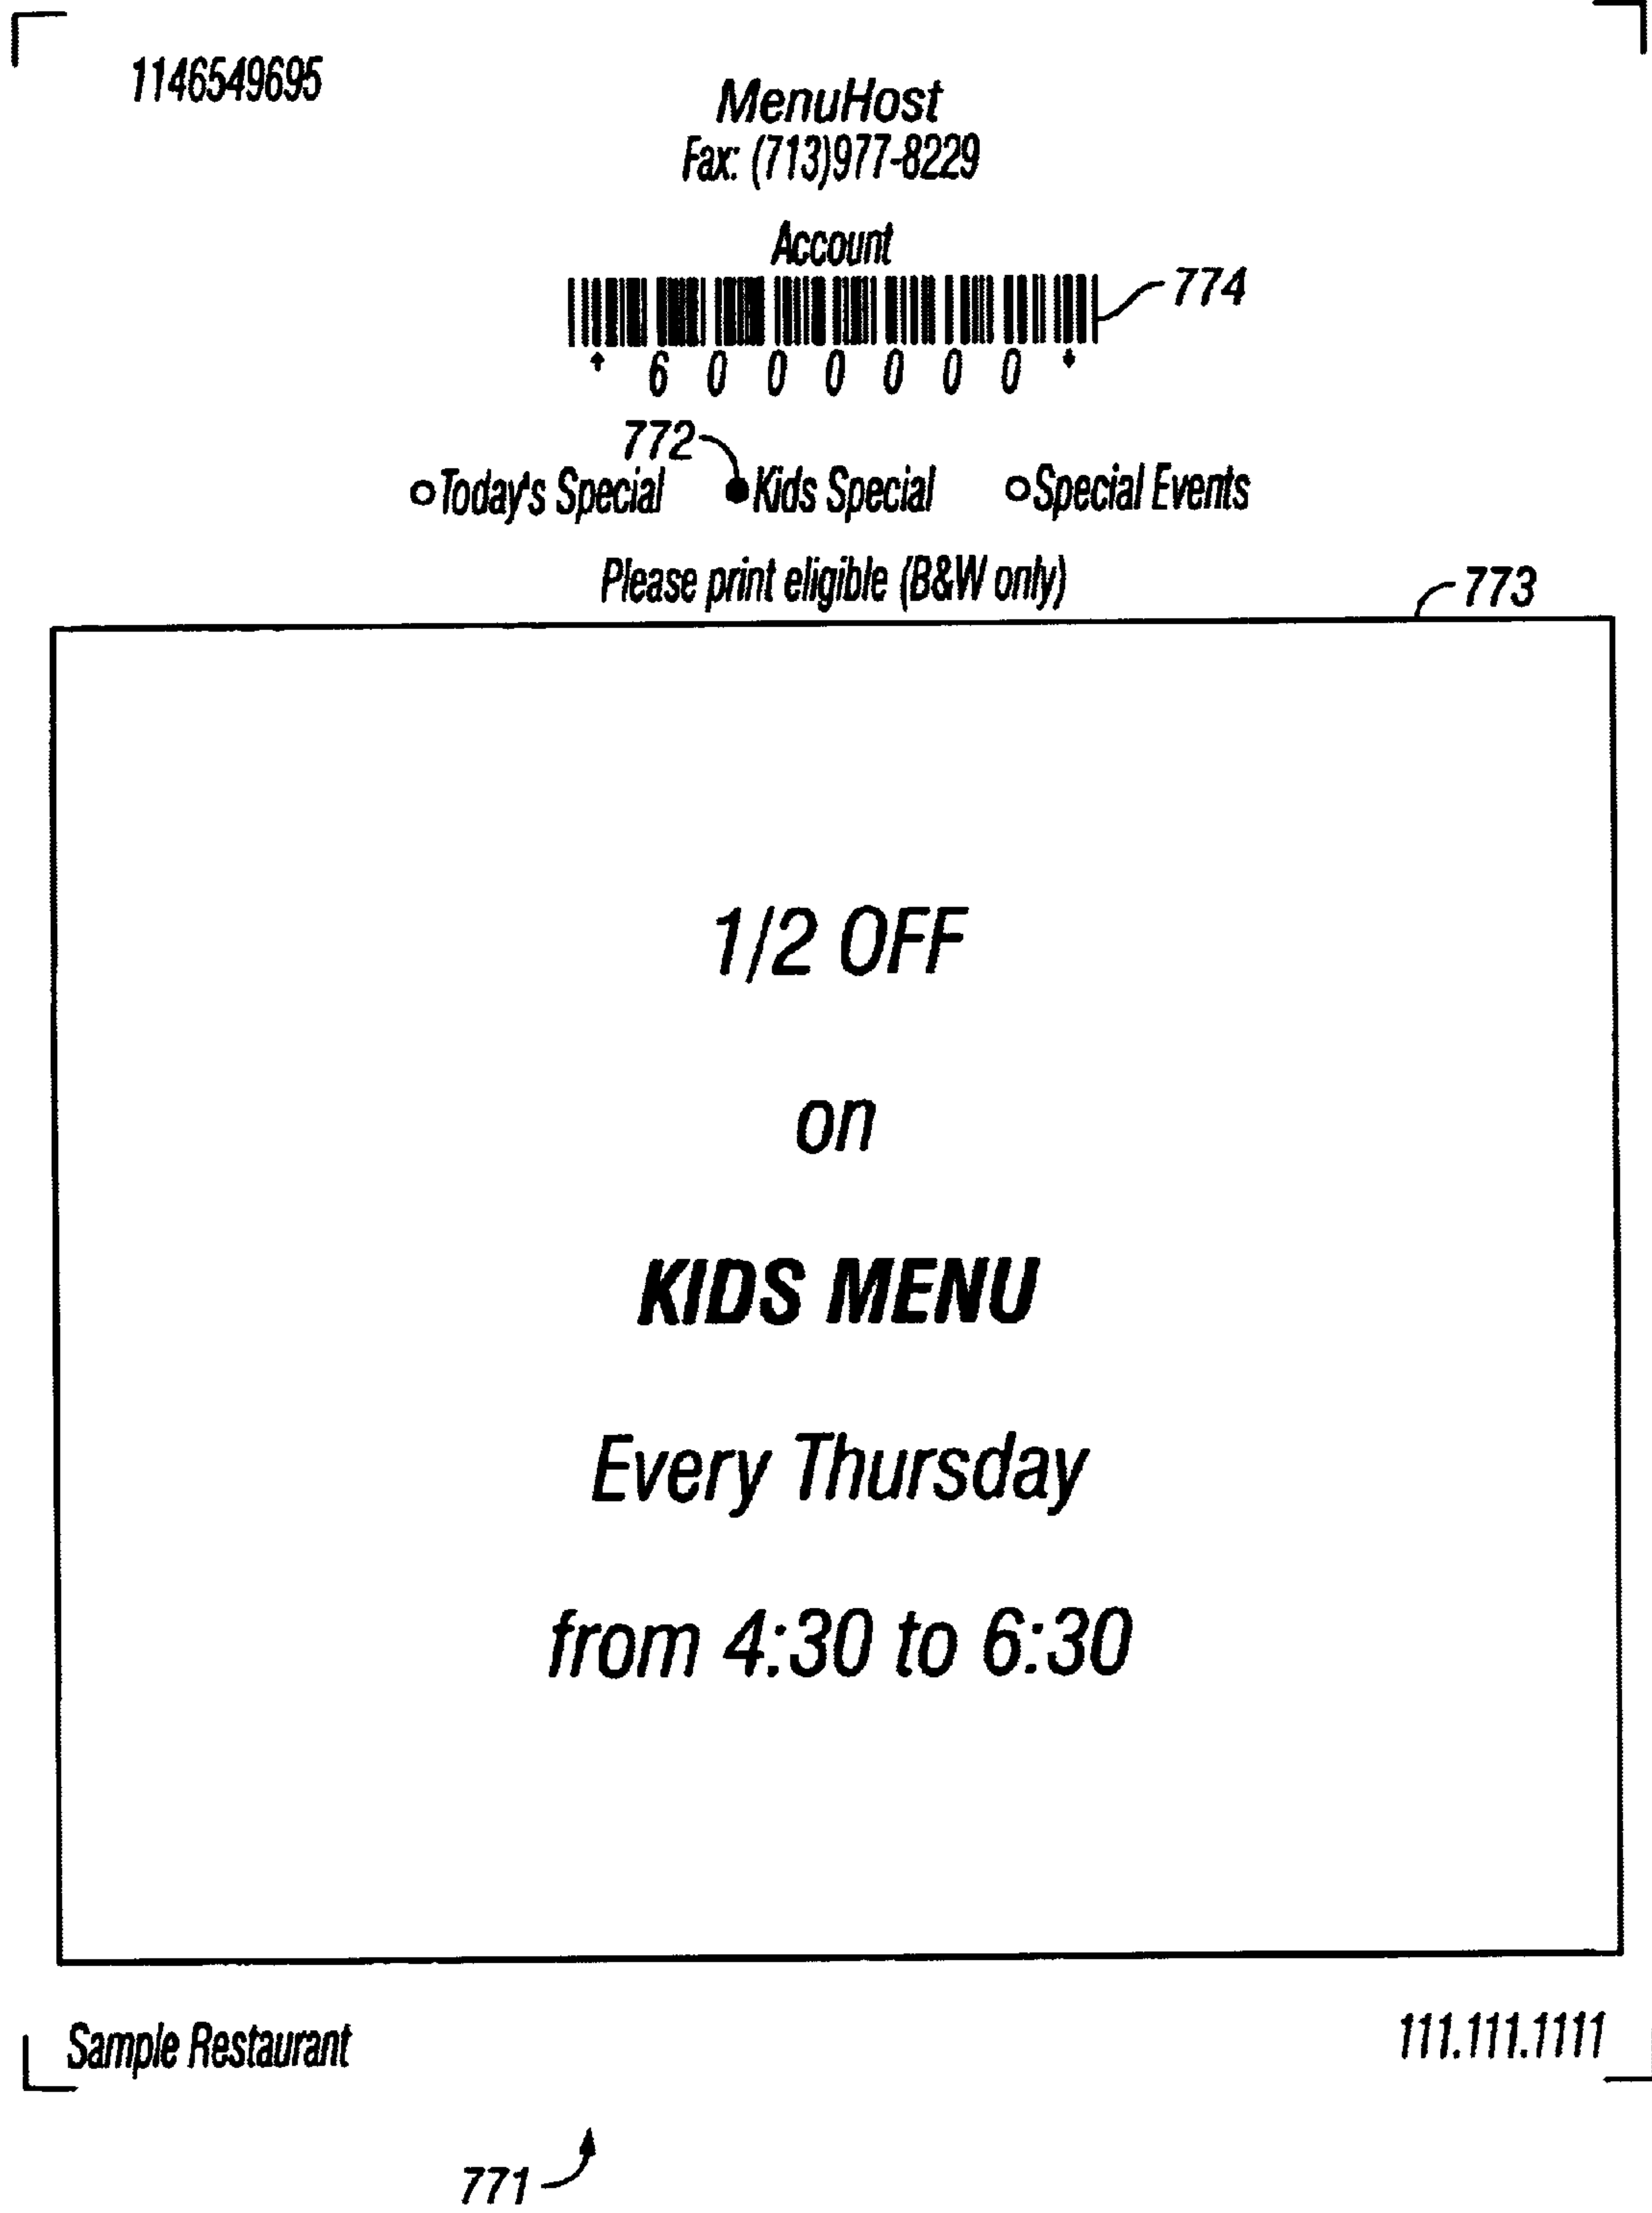 1146549695
MenuHost
Fax: (713)977-8229
Account
774
* 6 0 0 0 0 0 0 *
772
Today's Special Kids Special Special Events
Please print eligible (B&W only)
773
1/2 OFF
on
KIDS MENU
Every Thursday
from 4:30 to 6:30
Sample Restaurant 111.111.1111
771